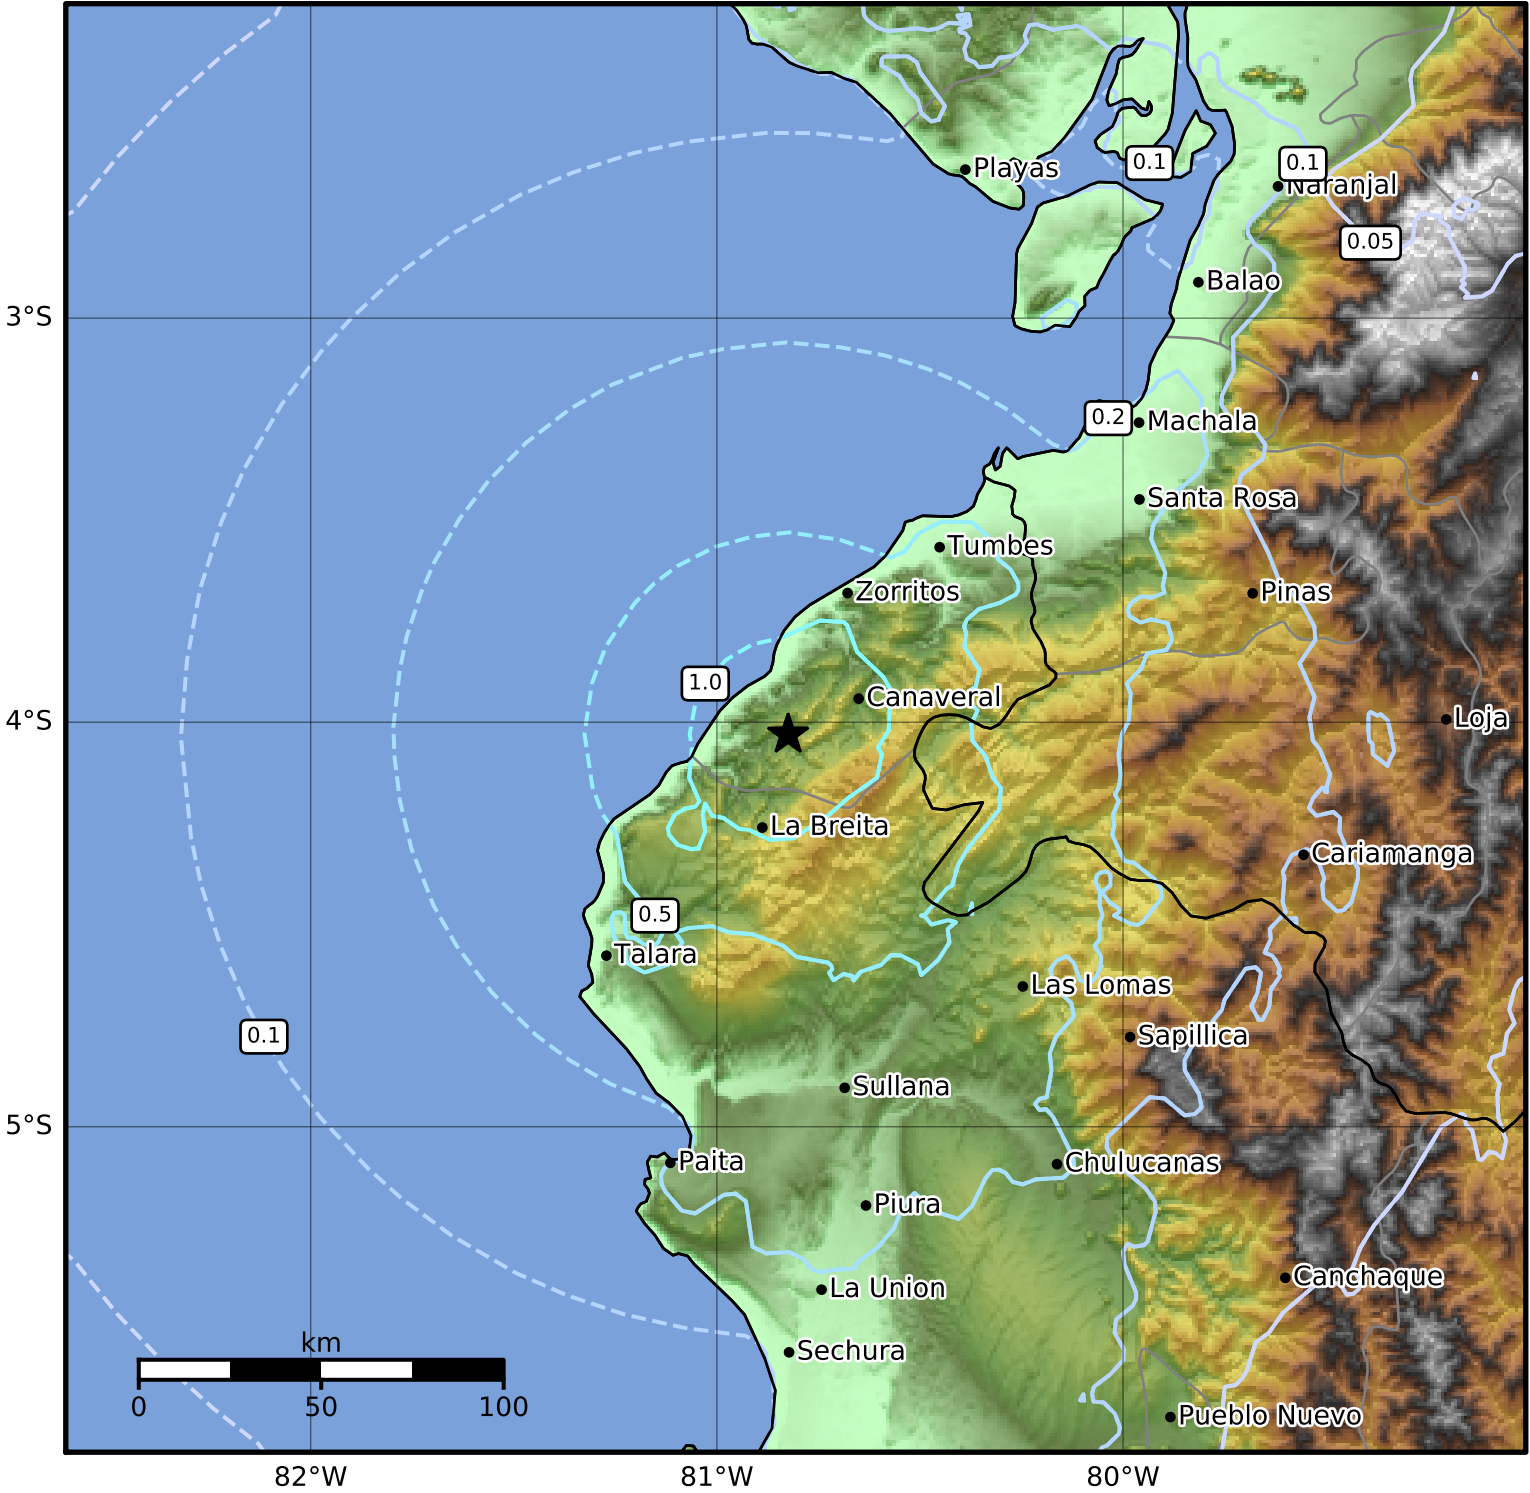 Playas
0.1
0.1
Naranjal
0.05
Balao
3°S
0.2
Machala
Santa Rosa
Tumbes
Zorritos
Pinas
1.0
Canaveral
4°S
Loja
La Breita
Cariamanga
0.5
Talara
Las Lomas
0.1
Sapillica
Sullana
5°S
Paita
Chulucanas
Piura
Canchaque
La Union
km
Sechura
0 50 100
Pueblo Nuevo
82°W 81°W 80°W